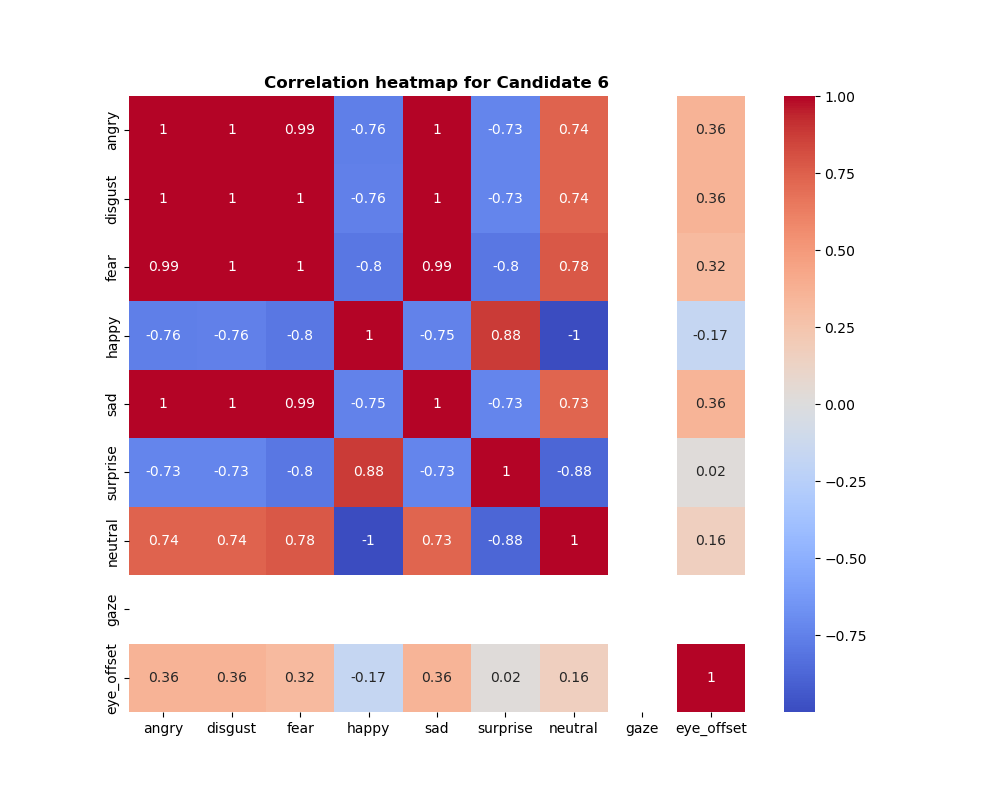 Correlation heatmap for Candidate 6
angry 1 1 0.99 -0.76 1 -0.73 0.74 0.36
disgust 1 1 1 -0.76 1 -0.73 0.74 0.36
fear 0.99 1 1 -0.8 0.99 -0.8 0.78 0.32
happy -0.76 -0.76 -0.8 1 -0.75 0.88 -1 -0.17
sad 1 1 0.99 -0.75 1 -0.73 0.73 0.36
surprise -0.73 -0.73 -0.8 0.88 -0.73 1 -0.88 0.02
neutral 0.74 0.74 0.78 -1 0.73 -0.88 1 0.16
gaze
eye_offset 0.36 0.36 0.32 -0.17 0.36 0.02 0.16 1
angry disgust fear happy sad surprise neutral gaze eye_offset
1.00
0.75
0.50
0.25
0.00
−0.25
−0.50
−0.75